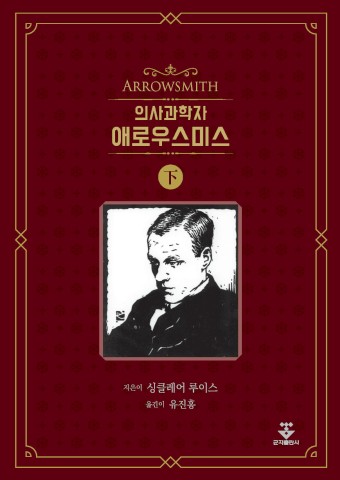 ARROWSMITH
의사과학자
애로우스미스
下
지은이 싱클레어 루이스
옮긴이 유진홍
군자출판사